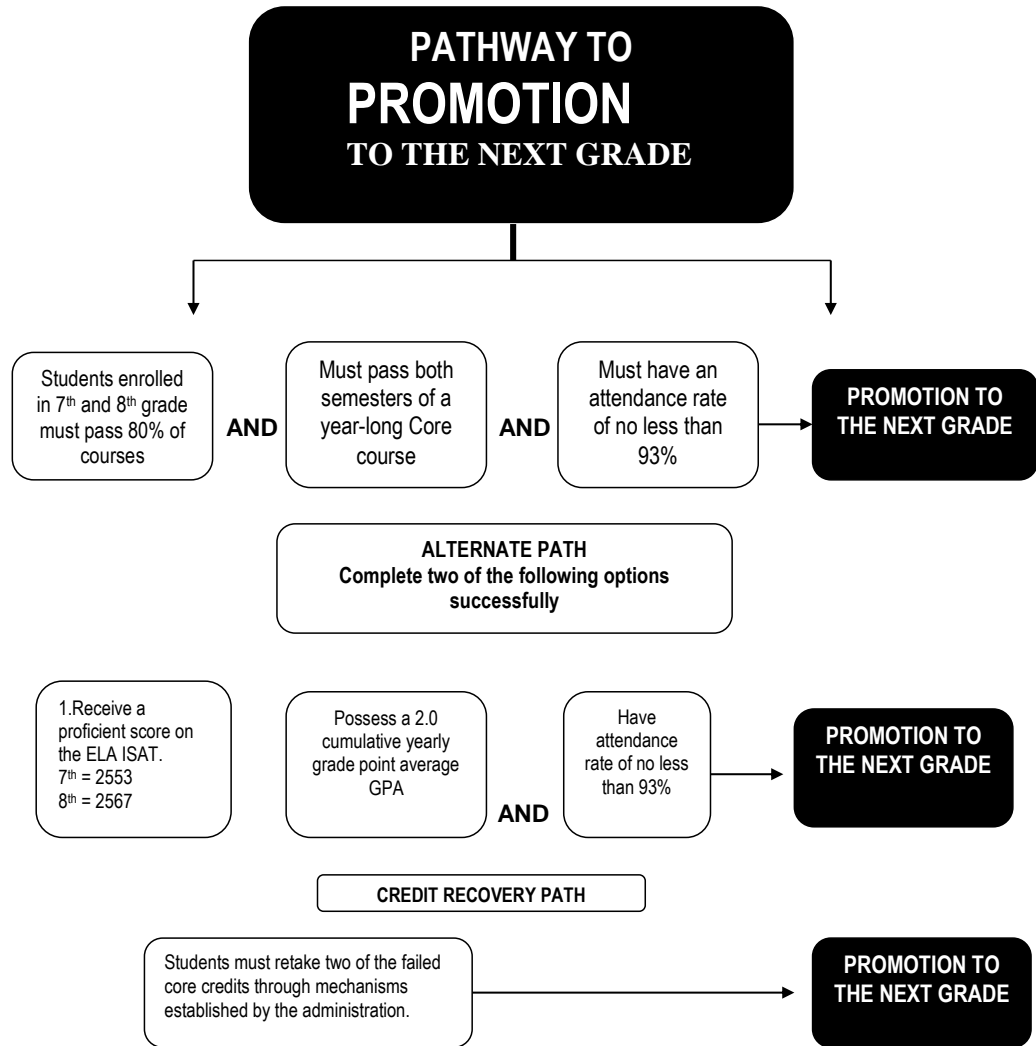 PATHWAY TO
PROMOTION
TO THE NEXT GRADE
Students enrolled
in 7th and 8th grade
must pass 80% of
courses
AND
Must pass both
semesters of a
year-long Core
course
AND
Must have an
attendance rate
of no less than
93%
PROMOTION TO
THE NEXT GRADE
ALTERNATE PATH
Complete two of the following options
successfully
1.Receive a
proficient score on
the ELA ISAT.
7th = 2553
8th = 2567
Possess a 2.0
cumulative yearly
grade point average
GPA
AND
Have
attendance
rate of no less
than 93%
PROMOTION TO
THE NEXT GRADE
CREDIT RECOVERY PATH
Students must retake two of the failed
core credits through mechanisms
established by the administration.
PROMOTION TO
THE NEXT GRADE